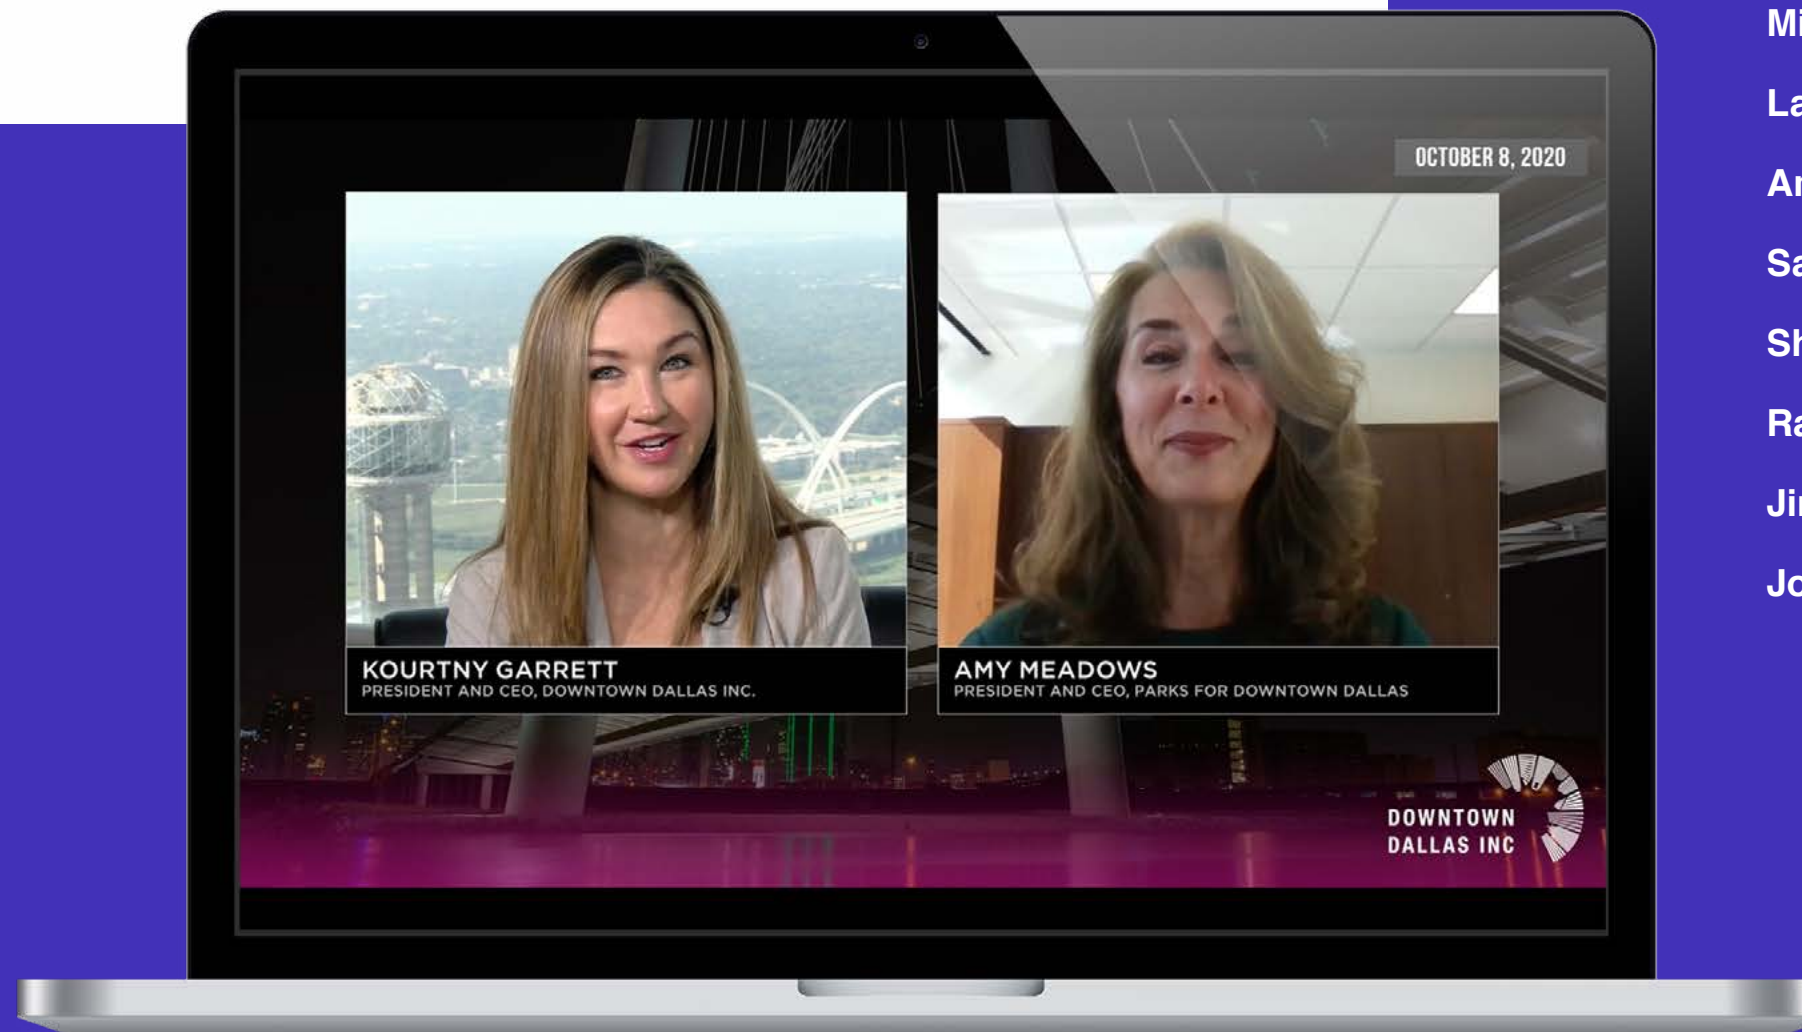 OCTOBER 8, 2020
KOURTNY GARRETT
PRESIDENT AND CEO, DOWNTOWN DALLAS INC.
AMY MEADOWS
PRESIDENT AND CEO, PARKS FOR DOWNTOWN DALLAS
DOWNTOWN
DALLAS INC